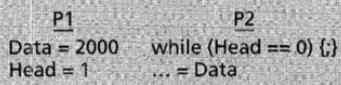 P1 P2
Data = 2000 while (Head == 0) {;}
Head = 1 ... = Data